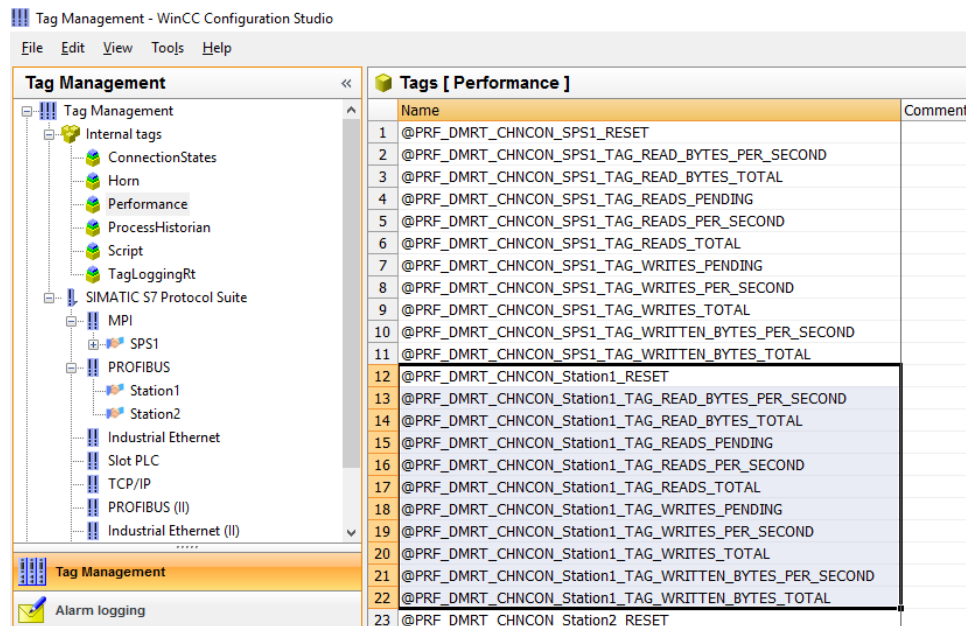 Tag Management - WinCC Configuration Studio
File Edit View Tools Help
Tag Management «
Tag Management
Internal tags
ConnectionStates
Horn
Performance
ProcessHistorian
Script
TagLoggingRt
SIMATIC S7 Protocol Suite
MPI
SPS1
PROFIBUS
Station1
Station2
Industrial Ethernet
Slot PLC
TCP/IP
PROFIBUS (II)
Industrial Ethernet (II)
Tag Management
Alarm logging
Tags [ Performance ]
Name Comment
1 @PRF_DMRT_CHNCON_SPS1_RESET
2 @PRF_DMRT_CHNCON_SPS1_TAG_READ_BYTES_PER_SECOND
3 @PRF_DMRT_CHNCON_SPS1_TAG_READ_BYTES_TOTAL
4 @PRF_DMRT_CHNCON_SPS1_TAG_READS_PENDING
5 @PRF_DMRT_CHNCON_SPS1_TAG_READS_PER_SECOND
6 @PRF_DMRT_CHNCON_SPS1_TAG_READS_TOTAL
7 @PRF_DMRT_CHNCON_SPS1_TAG_WRITES_PENDING
8 @PRF_DMRT_CHNCON_SPS1_TAG_WRITES_PER_SECOND
9 @PRF_DMRT_CHNCON_SPS1_TAG_WRITES_TOTAL
10 @PRF_DMRT_CHNCON_SPS1_TAG_WRITTEN_BYTES_PER_SECOND
11 @PRF_DMRT_CHNCON_SPS1_TAG_WRITTEN_BYTES_TOTAL
12 @PRF_DMRT_CHNCON_Station1_RESET
13 @PRF_DMRT_CHNCON_Station1_TAG_READ_BYTES_PER_SECOND
14 @PRF_DMRT_CHNCON_Station1_TAG_READ_BYTES_TOTAL
15 @PRF_DMRT_CHNCON_Station1_TAG_READS_PENDING
16 @PRF_DMRT_CHNCON_Station1_TAG_READS_PER_SECOND
17 @PRF_DMRT_CHNCON_Station1_TAG_READS_TOTAL
18 @PRF_DMRT_CHNCON_Station1_TAG_WRITES_PENDING
19 @PRF_DMRT_CHNCON_Station1_TAG_WRITES_PER_SECOND
20 @PRF_DMRT_CHNCON_Station1_TAG_WRITES_TOTAL
21 @PRF_DMRT_CHNCON_Station1_TAG_WRITTEN_BYTES_PER_SECOND
22 @PRF_DMRT_CHNCON_Station1_TAG_WRITTEN_BYTES_TOTAL
23 @PRF_DMRT_CHNCON_Station2_RESET